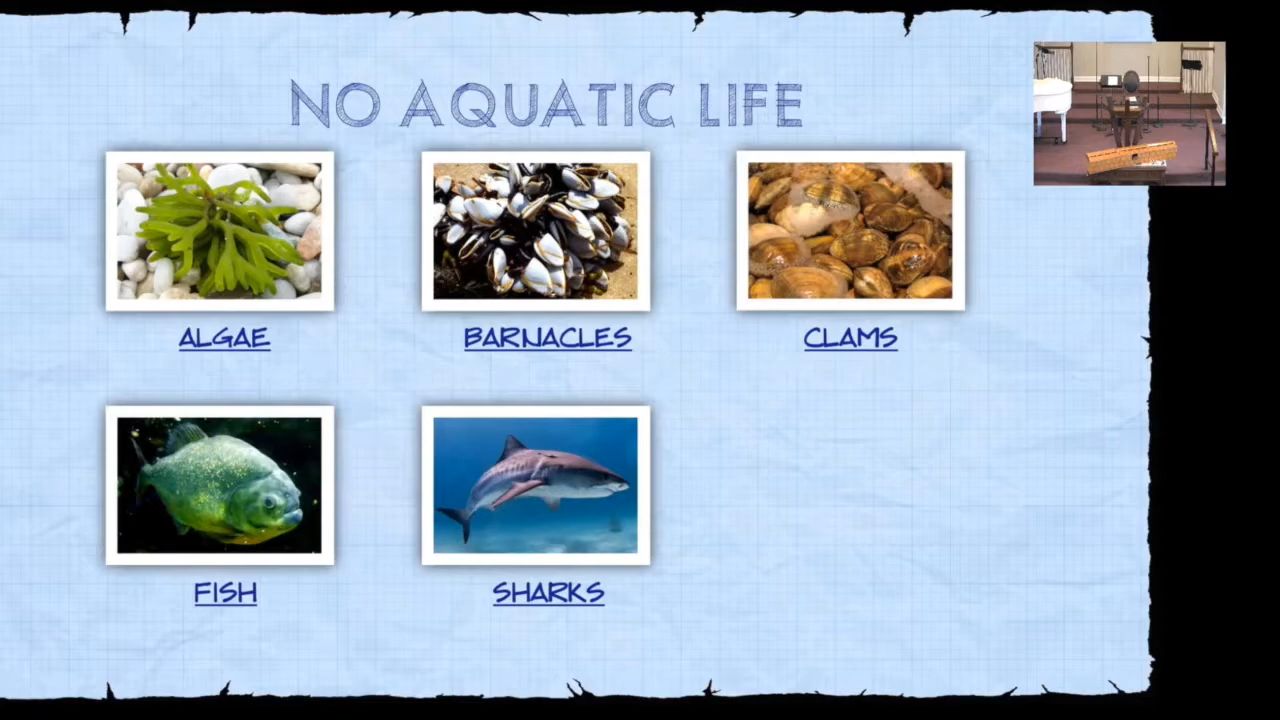 NO AQUATIC LIFE
ALGAE
BARNACLES
CLAMS
FISH
SHARKS